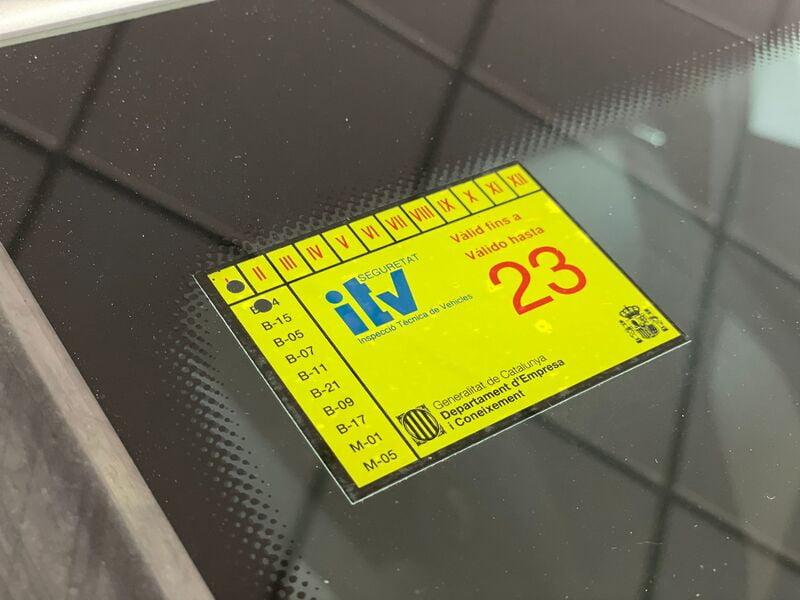 II III IV V VI VII VIII IX X XI XII
B-15
B-05
B-07
B-11
B-21
B-09
B-17
M-01
M-05
SEGURETAT
itv
Inspecció Tècnica de Vehicles
Vàlid fins a
Válido hasta
23
Generalitat de Catalunya
Departament d'Empresa
i Coneixement